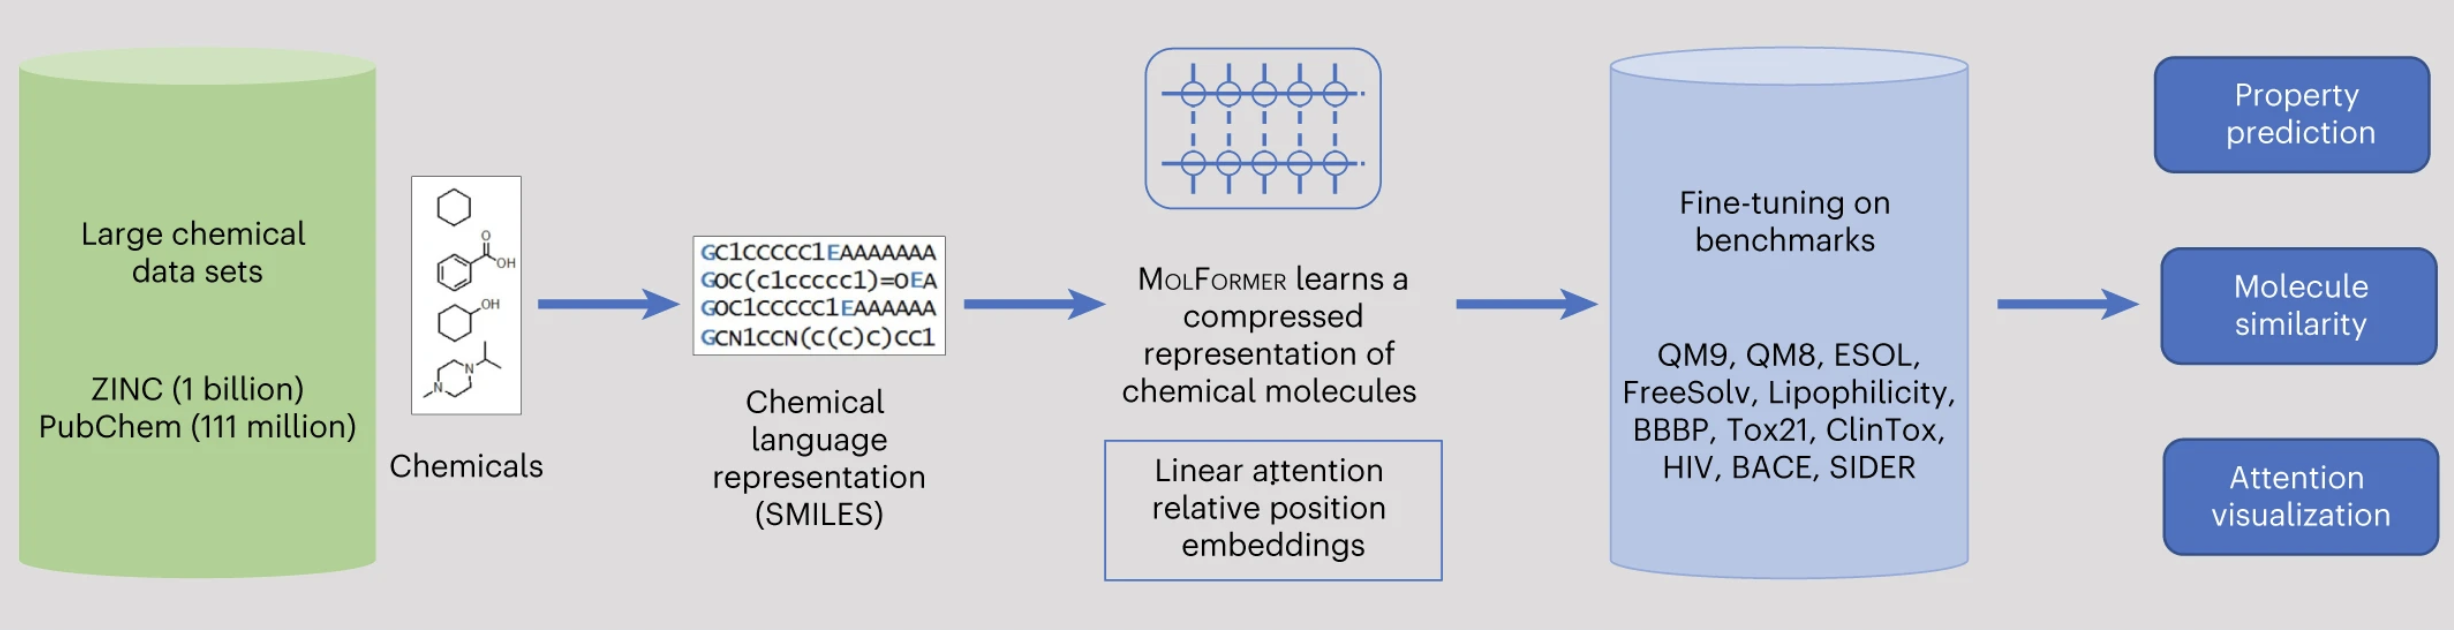 Large chemical
data sets
ZINC (1 billion)
PubChem (111 million)
O
OH
OH
N
N
Chemicals
GC1CCCCC1EAAAAAAA
GOC(c1ccccc1)=OEA
GOC1CCCCC1EAAAAAA
GCN1CCN(C(C)C)CC1
Chemical
language
representation
(SMILES)
MOLFORMER learns a
compressed
representation of
chemical molecules
Linear attention
relative position
embeddings
Fine-tuning on
benchmarks
QM9, QM8, ESOL,
FreeSolv, Lipophilicity,
BBBP, Tox21, ClinTox,
HIV, BACE, SIDER
Property
prediction
Molecule
similarity
Attention
visualization